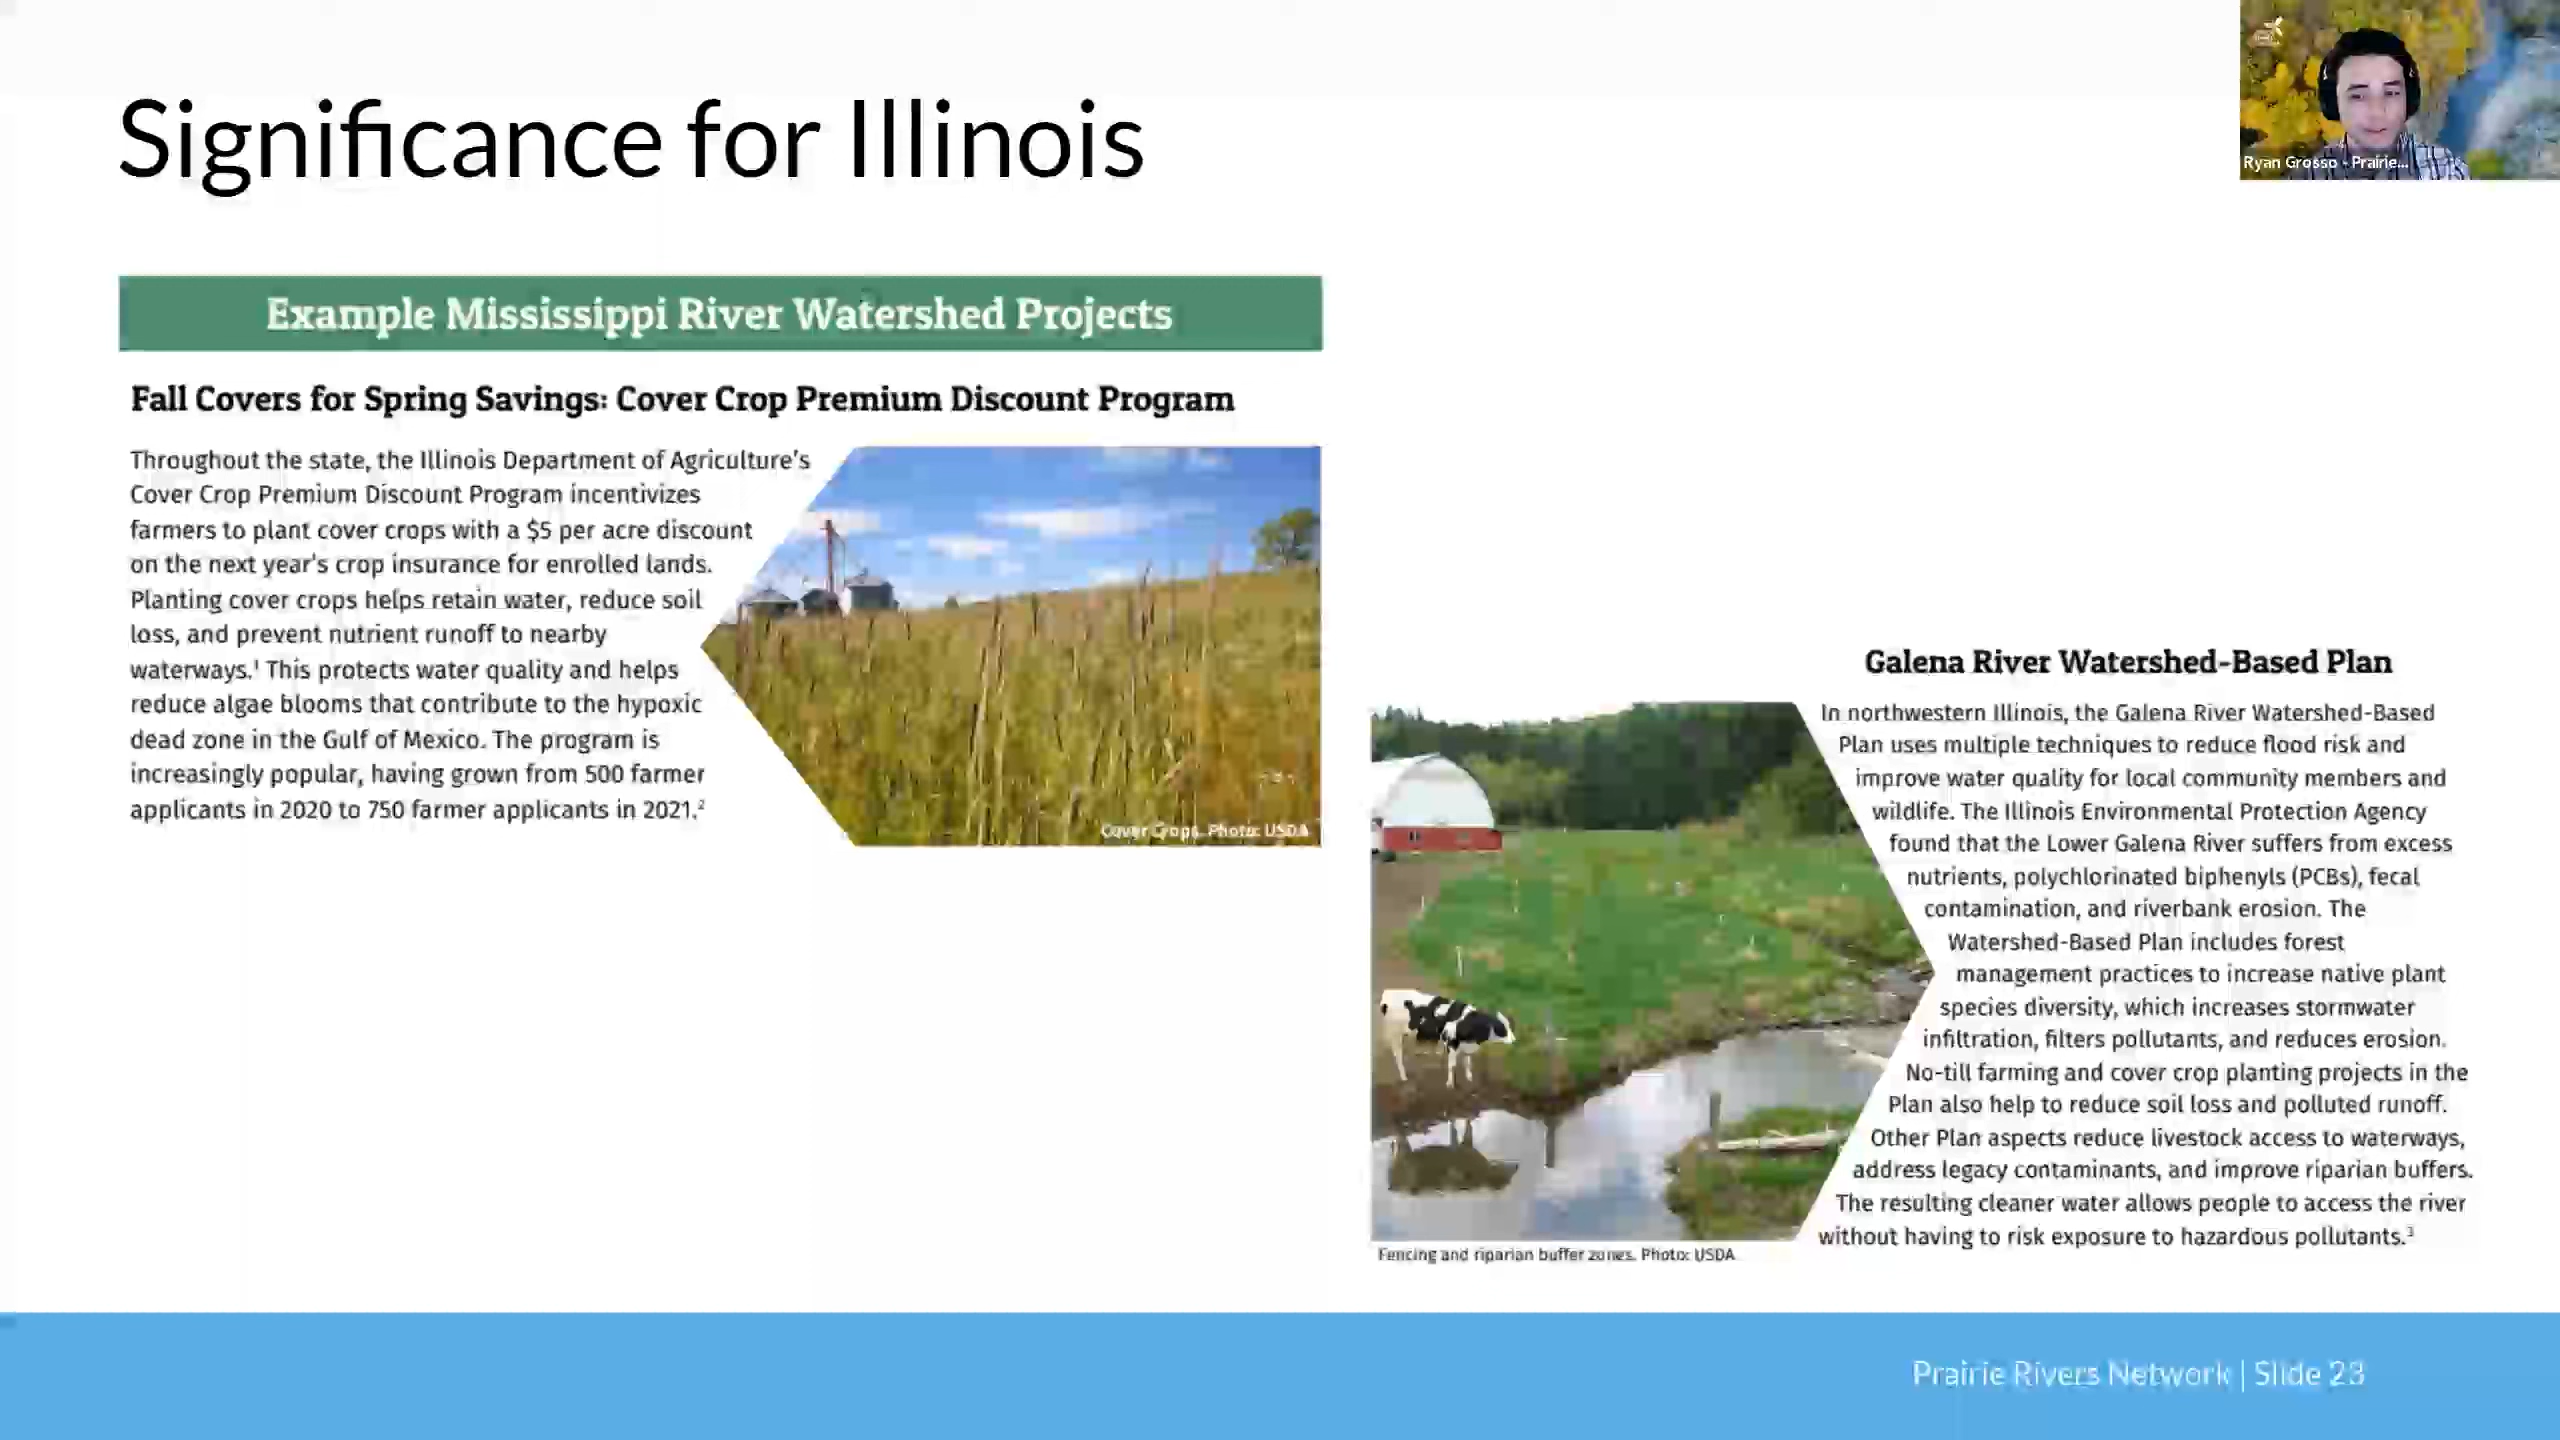 Significance for Illinois
Ryan Grosso - Prairie...
Example Mississippi River Watershed Projects
Fall Covers for Spring Savings: Cover Crop Premium Discount Program
Throughout the state, the Illinois Department of Agriculture's
Cover Crop Premium Discount Program incentivizes
farmers to plant cover crops with a $5 per acre discount
on the next year's crop insurance for enrolled lands.
Planting cover crops helps retain water, reduce soil
loss, and prevent nutrient runoff to nearby
waterways.¹ This protects water quality and helps
reduce algae blooms that contribute to the hypoxic
dead zone in the Gulf of Mexico. The program is
increasingly popular, having grown from 500 farmer
applicants in 2020 to 750 farmer applicants in 2021.²
Cover Crops. Photo: USDA
Galena River Watershed-Based Plan
In northwestern Illinois, the Galena River Watershed-Based
Plan uses multiple techniques to reduce flood risk and
improve water quality for local community members and
wildlife. The Illinois Environmental Protection Agency
found that the Lower Galena River suffers from excess
nutrients, polychlorinated biphenyls (PCBs), fecal
contamination, and riverbank erosion. The
Watershed-Based Plan includes forest
management practices to increase native plant
species diversity, which increases stormwater
infiltration, filters pollutants, and reduces erosion.
No-till farming and cover crop planting projects in the
Plan also help to reduce soil loss and polluted runoff.
Other Plan aspects reduce livestock access to waterways,
address legacy contaminants, and improve riparian buffers.
The resulting cleaner water allows people to access the river
without having to risk exposure to hazardous pollutants.³
Fencing and riparian buffer zones. Photo: USDA
Prairie Rivers Network | Slide 23